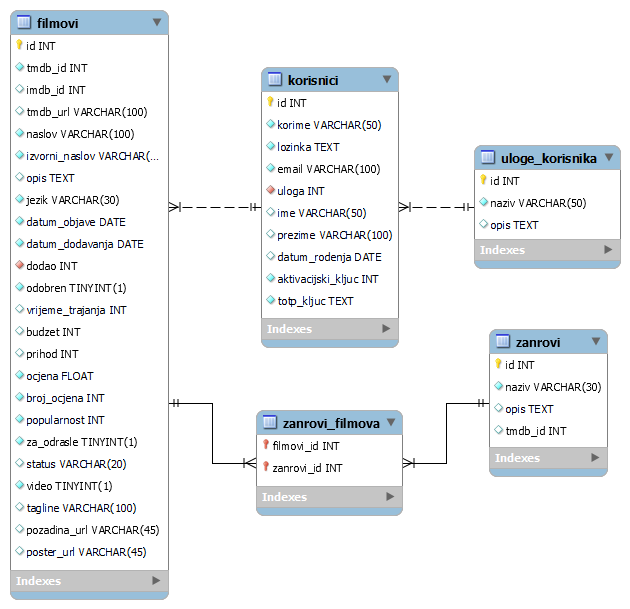 filmovi
id INT
tmdb_id INT
imdb_id INT
tmdb_url VARCHAR(100)
naslov VARCHAR(100)
izvorni_naslov VARCHAR(...
opis TEXT
jezik VARCHAR(30)
datum_objave DATE
datum_dodavanja DATE
dodao INT
odobren TINYINT(1)
vrijeme_trajanja INT
budzet INT
prihod INT
ocjena FLOAT
broj_ocjena INT
popularnost INT
za_odrasle TINYINT(1)
status VARCHAR(20)
video TINYINT(1)
tagline VARCHAR(100)
pozadina_url VARCHAR(45)
poster_url VARCHAR(45)
Indexes
korisnici
id INT
korime VARCHAR(50)
lozinka TEXT
email VARCHAR(100)
uloga INT
ime VARCHAR(50)
prezime VARCHAR(100)
datum_rodenja DATE
aktivacijski_kljuc INT
totp_kljuc TEXT
Indexes
uloge_korisnika
id INT
naziv VARCHAR(50)
opis TEXT
Indexes
zanrovi
id INT
naziv VARCHAR(30)
opis TEXT
tmdb_id INT
Indexes
zanrovi_filmova
filmovi_id INT
zanrovi_id INT
Indexes